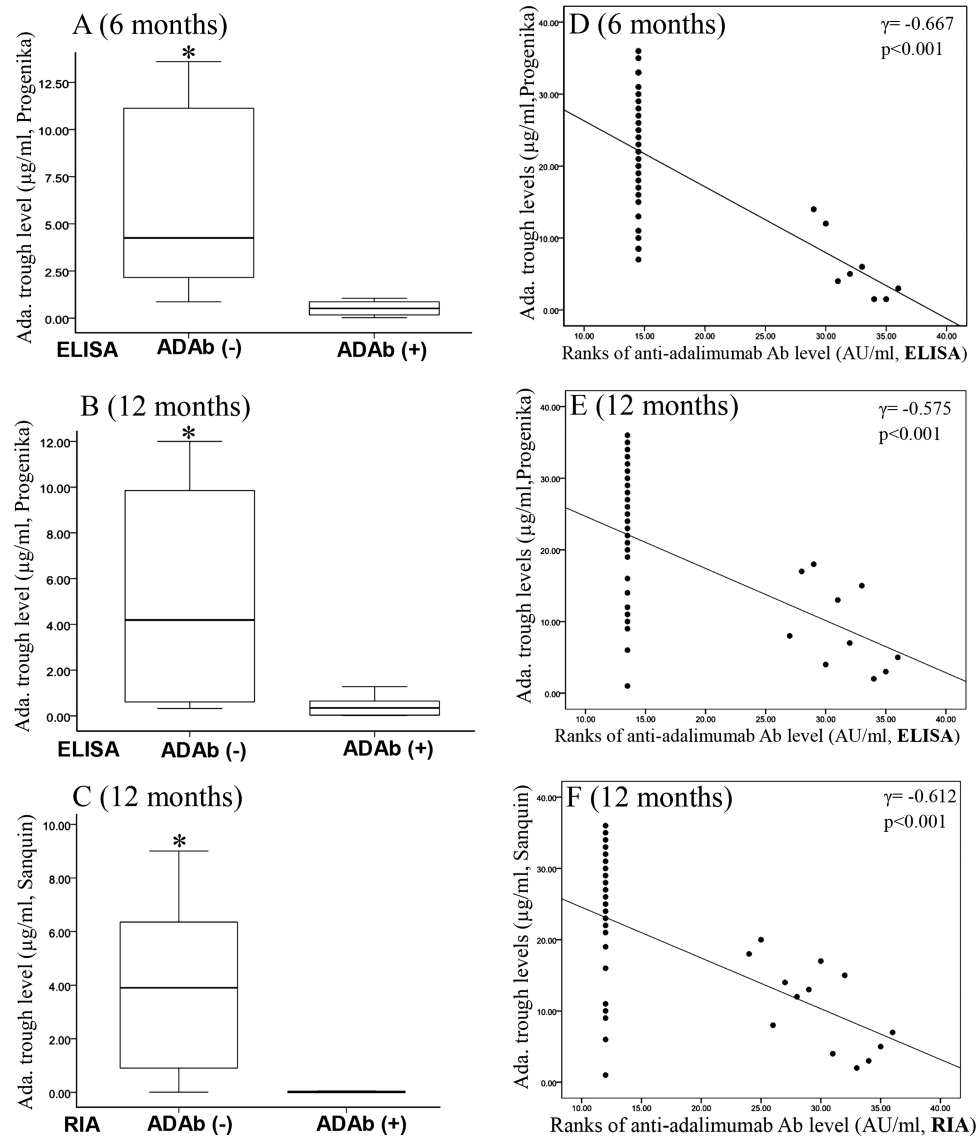 A (6 months)
*
Ada. trough level (µg/ml, Progenika)
12.50
10.00
7.50
5.00
2.50
0.00
ELISA ADAb (-) ADAb (+)
D (6 months)
γ= -0.667
p<0.001
Ada. trough levels (µg/ml,Progenika)
40.00
30.00
20.00
10.00
0.00
10.00 15.00 20.00 25.00 30.00 35.00 40.00
Ranks of anti-adalimumab Ab level (AU/ml, ELISA)
B (12 months)
*
Ada. trough level (µg/ml, Progenika)
12.00
10.00
8.00
6.00
4.00
2.00
0.00
ELISA ADAb (-) ADAb (+)
E (12 months)
γ= -0.575
p<0.001
Ada. trough levels (µg/ml,Progenika)
40.00
30.00
20.00
10.00
0.00
10.00 15.00 20.00 25.00 30.00 35.00 40.00
Ranks of anti-adalimumab Ab level (AU/ml, ELISA)
C (12 months)
*
Ada. trough level (µg/ml, Sanquin)
10.00
8.00
6.00
4.00
2.00
0.00
RIA ADAb (-) ADAb (+)
F (12 months)
γ= -0.612
p<0.001
Ada. trough levels (µg/ml, Sanquin)
40.00
30.00
20.00
10.00
0.00
10.00 15.00 20.00 25.00 30.00 35.00 40.00
Ranks of anti-adalimumab Ab level (AU/ml, RIA)